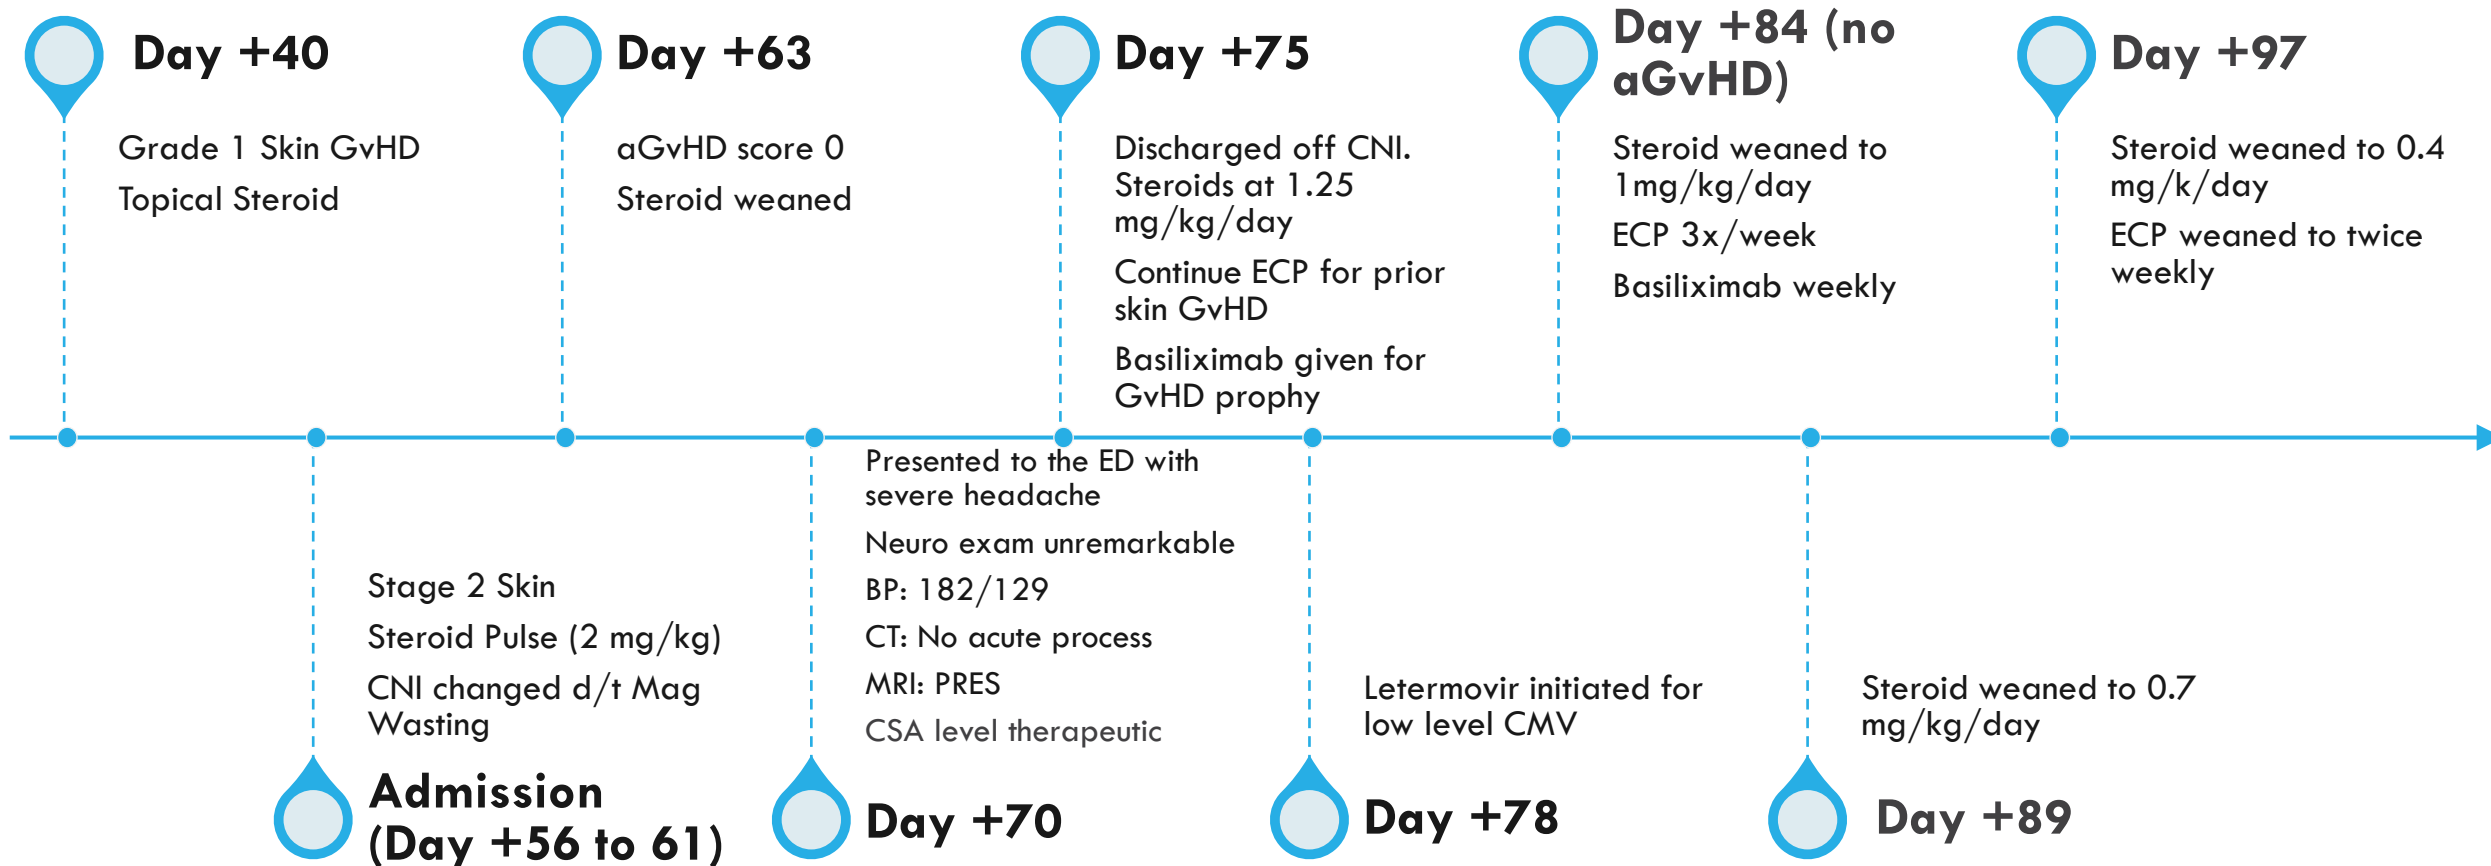 Day +40
Grade 1 Skin GvHD
Topical Steroid
Stage 2 Skin
Steroid Pulse (2 mg/kg)
CNI changed d/t Mag
Wasting
Admission
(Day +56 to 61)
Day +63
aGvHD score 0
Steroid weaned
Presented to the ED with
severe headache
Neuro exam unremarkable
BP: 182/129
CT: No acute process
MRI: PRES
CSA level therapeutic
Day +70
Day +75
Discharged off CNI.
Steroids at 1.25
mg/kg/day
Continue ECP for prior
skin GvHD
Basiliximab given for
GvHD prophy
Letermovir initiated for
low level CMV
Day +78
Day +84 (no
aGvHD)
Steroid weaned to
1mg/kg/day
ECP 3x/week
Basiliximab weekly
Steroid weaned to 0.7
mg/kg/day
Day +89
Day +97
Steroid weaned to 0.4
mg/k/day
ECP weaned to twice
weekly